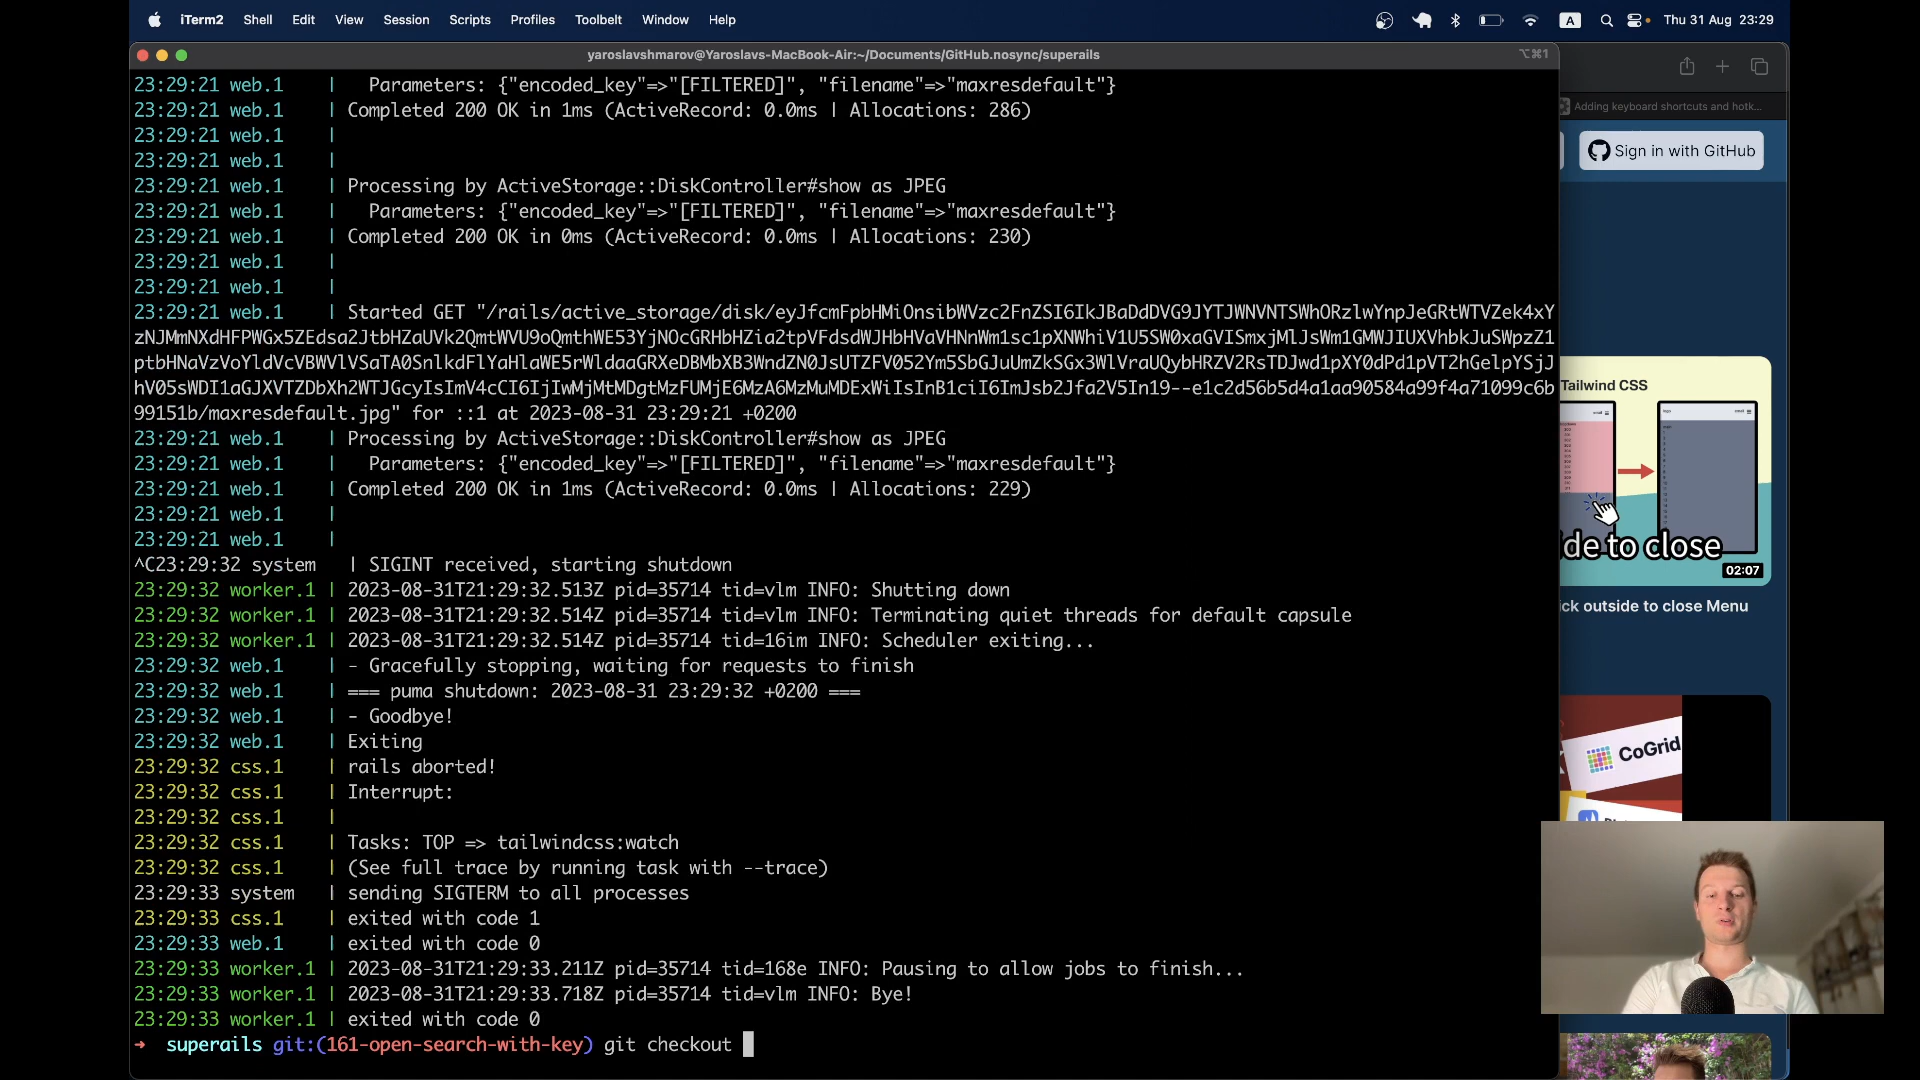 iTerm2 Shell Edit View Session Scripts Profiles Toolbelt Window Help A Thu 31 Aug 23:29
yaroslavshmarov@Yaroslavs-MacBook-Air:~/Documents/GitHub.nosync/superails ⌥⌘1
23:29:21 web.1 | Parameters: {"encoded_key"=>"[FILTERED]", "filename"=>"maxresdefault"}
23:29:21 web.1 | Completed 200 OK in 1ms (ActiveRecord: 0.0ms | Allocations: 286)
23:29:21 web.1 |
23:29:21 web.1 |
23:29:21 web.1 | Processing by ActiveStorage::DiskController#show as JPEG
23:29:21 web.1 | Parameters: {"encoded_key"=>"[FILTERED]", "filename"=>"maxresdefault"}
23:29:21 web.1 | Completed 200 OK in 0ms (ActiveRecord: 0.0ms | Allocations: 230)
23:29:21 web.1 |
23:29:21 web.1 |
23:29:21 web.1 | Started GET "/rails/active_storage/disk/
99151b/maxresdefault.jpg" for ::1 at 2023-08-31 23:29:21 +0200
23:29:21 web.1 | Processing by ActiveStorage::DiskController#show as JPEG
23:29:21 web.1 | Parameters: {"encoded_key"=>"[FILTERED]", "filename"=>"maxresdefault"}
23:29:21 web.1 | Completed 200 OK in 1ms (ActiveRecord: 0.0ms | Allocations: 229)
23:29:21 web.1 |
23:29:21 web.1 |
^C23:29:32 system | SIGINT received, starting shutdown
23:29:32 worker.1 | 2023-08-31T21:29:32.513Z pid=35714 tid=vlm INFO: Shutting down
23:29:32 worker.1 | 2023-08-31T21:29:32.514Z pid=35714 tid=vlm INFO: Terminating quiet threads for default capsule
23:29:32 worker.1 | 2023-08-31T21:29:32.514Z pid=35714 tid=16im INFO: Scheduler exiting...
23:29:32 web.1 | - Gracefully stopping, waiting for requests to finish
23:29:32 web.1 | === puma shutdown: 2023-08-31 23:29:32 +0200 ===
23:29:32 web.1 | - Goodbye!
23:29:32 web.1 | Exiting
23:29:32 css.1 | rails aborted!
23:29:32 css.1 | Interrupt:
23:29:32 css.1 |
23:29:32 css.1 | Tasks: TOP => tailwindcss:watch
23:29:32 css.1 | (See full trace by running task with --trace)
23:29:33 system | sending SIGTERM to all processes
23:29:33 css.1 | exited with code 1
23:29:33 web.1 | exited with code 0
23:29:33 worker.1 | 2023-08-31T21:29:33.211Z pid=35714 tid=168e INFO: Pausing to allow jobs to finish...
23:29:33 worker.1 | 2023-08-31T21:29:33.718Z pid=35714 tid=vlm INFO: Bye!
23:29:33 worker.1 | exited with code 0
→ superails git:(161-open-search-with-key) git checkout
Adding keyboard shortcuts and hotk...
Sign in with GitHub
Tailwind CSS
de to close
02:07
ck outside to close Menu
CoGrid